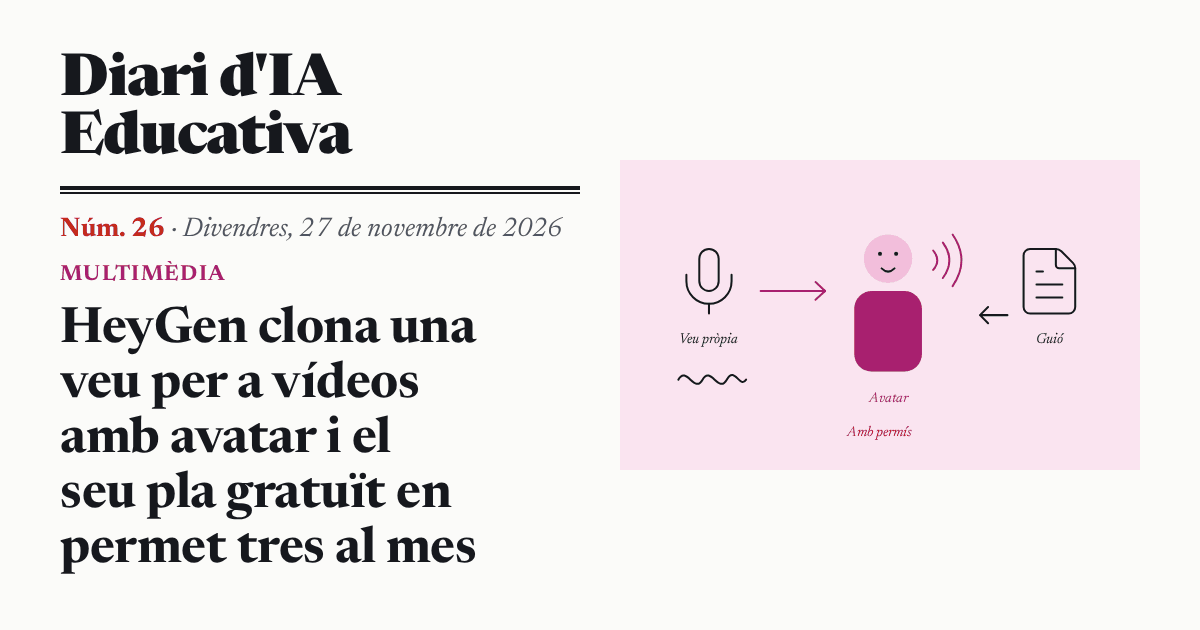 Diari d'IA
Educativa
Núm. 26 · Divendres, 27 de novembre de 2026
MULTIMÈDIA
HeyGen clona una
veu per a vídeos
amb avatar i el
seu pla gratuït en
permet tres al mes
Veu pròpia
Guió
Avatar
Amb permís